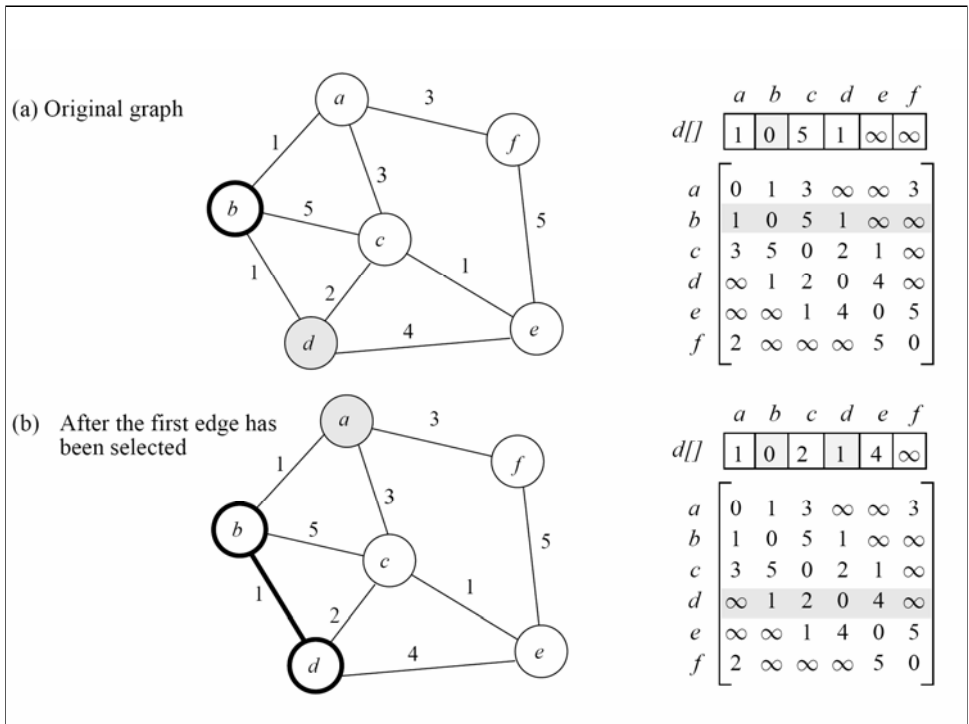 (a) Original graph
a
3
f
1
3
b
5
c
5
1
1
2
d
4
e
a b c d e f
d[] 1 0 5 1 ∞ ∞
a 0 1 3 ∞ ∞ 3
b 1 0 5 1 ∞ ∞
c 3 5 0 2 1 ∞
d ∞ 1 2 0 4 ∞
e ∞ ∞ 1 4 0 5
f 2 ∞ ∞ ∞ 5 0
(b) After the first edge has
been selected
a
3
f
1
3
b
5
c
5
1
1
2
d
4
e
a b c d e f
d[] 1 0 2 1 4 ∞
a 0 1 3 ∞ ∞ 3
b 1 0 5 1 ∞ ∞
c 3 5 0 2 1 ∞
d ∞ 1 2 0 4 ∞
e ∞ ∞ 1 4 0 5
f 2 ∞ ∞ ∞ 5 0